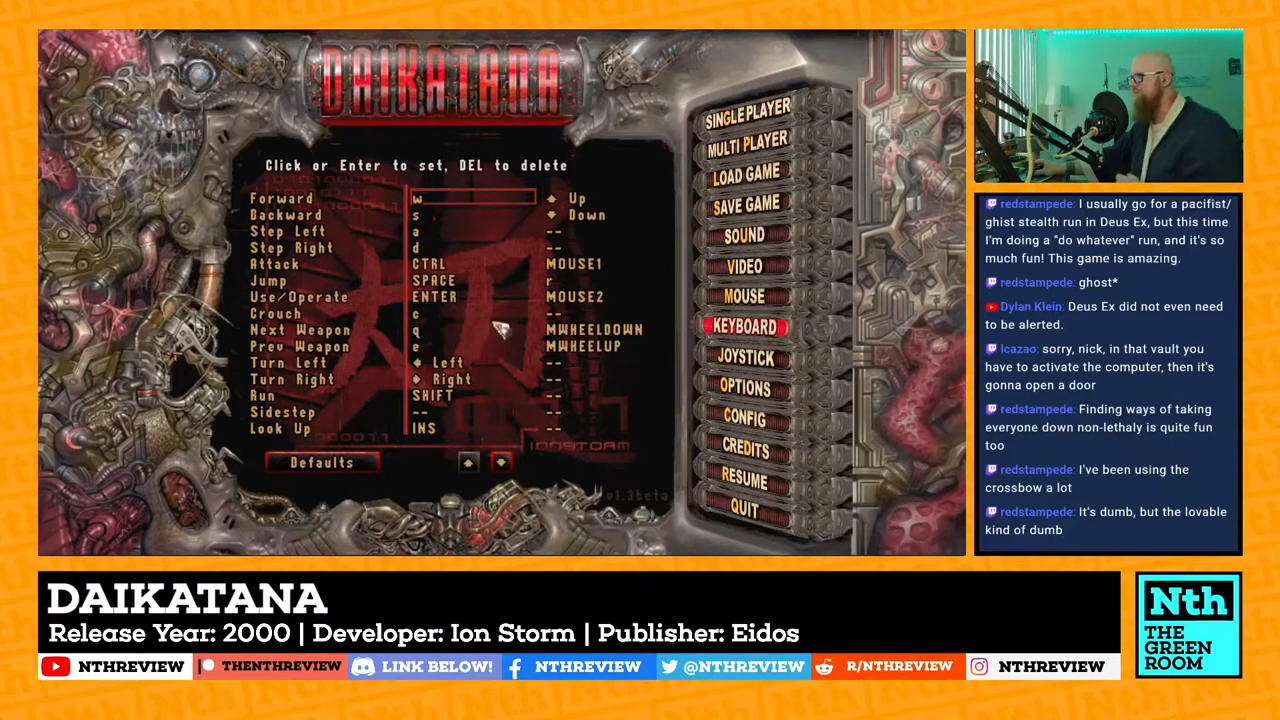 DAIKATANA
Click or Enter to set, DEL to delete
Forward w Up
Backward s Down
Step Left a --
Step Right d --
Attack CTRL MOUSE1
Jump SPACE r
Use/Operate ENTER MOUSE2
Crouch c --
Next Weapon q MWHEELDOWN
Prev Weapon e MWHEELUP
Turn Left Left --
Turn Right Right --
Run SHIFT --
Sidestep -- --
Look Up INS --
Defaults
IONSTORM
v1.3beta
SINGLE PLAYER
MULTI PLAYER
LOAD GAME
SAVE GAME
SOUND
VIDEO
MOUSE
KEYBOARD
JOYSTICK
OPTIONS
CONFIG
CREDITS
RESUME
QUIT
redstampede: I usually go for a pacifist/
ghist stealth run in Deus Ex, but this time
I'm doing a "do whatever" run, and it's so
much fun! This game is amazing.
redstampede: ghost*
Dylan Klein: Deus Ex did not even need
to be alerted.
lcazao: sorry, nick, in that vault you
have to activate the computer, then it's
gonna open a door
redstampede: Finding ways of taking
everyone down non-lethaly is quite fun
too
redstampede: I've been using the
crossbow a lot
redstampede: It's dumb, but the lovable
kind of dumb
DAIKATANA
Release Year: 2000 | Developer: Ion Storm | Publisher: Eidos
NTHREVIEW
THENTHREVIEW
LINK BELOW!
NTHREVIEW
@NTHREVIEW
R/NTHREVIEW
NTHREVIEW
Nth
THE
GREEN
ROOM